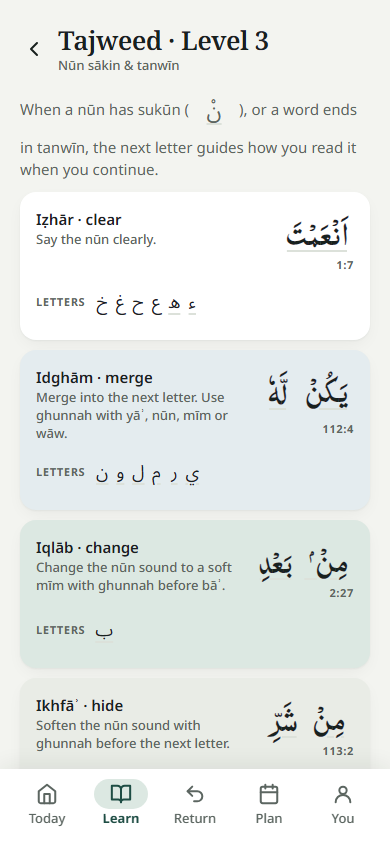 Tajweed · Level 3
Nūn sākin & tanwīn
When a nūn has sukūn ( نْ ), or a word ends
in tanwīn, the next letter guides how you read it
when you continue.
Iẓhār · clear
Say the nūn clearly.
اَنْعَمْتَ
1:7
LETTERS ء ه ع ح غ خ
Idghām · merge
Merge into the next letter. Use
ghunnah with yāʾ, nūn, mīm or
wāw.
يَكُنْ لَّهٗ
112:4
LETTERS ي ر م ل و ن
Iqlāb · change
Change the nūn sound to a soft
mīm with ghunnah before bāʾ.
مِنْۢ بَعْدِ
2:27
LETTERS ب
Ikhfāʾ · hide
Soften the nūn sound with
ghunnah before the next letter.
مِنْ شَرِّ
113:2
Today
Learn
Return
Plan
You